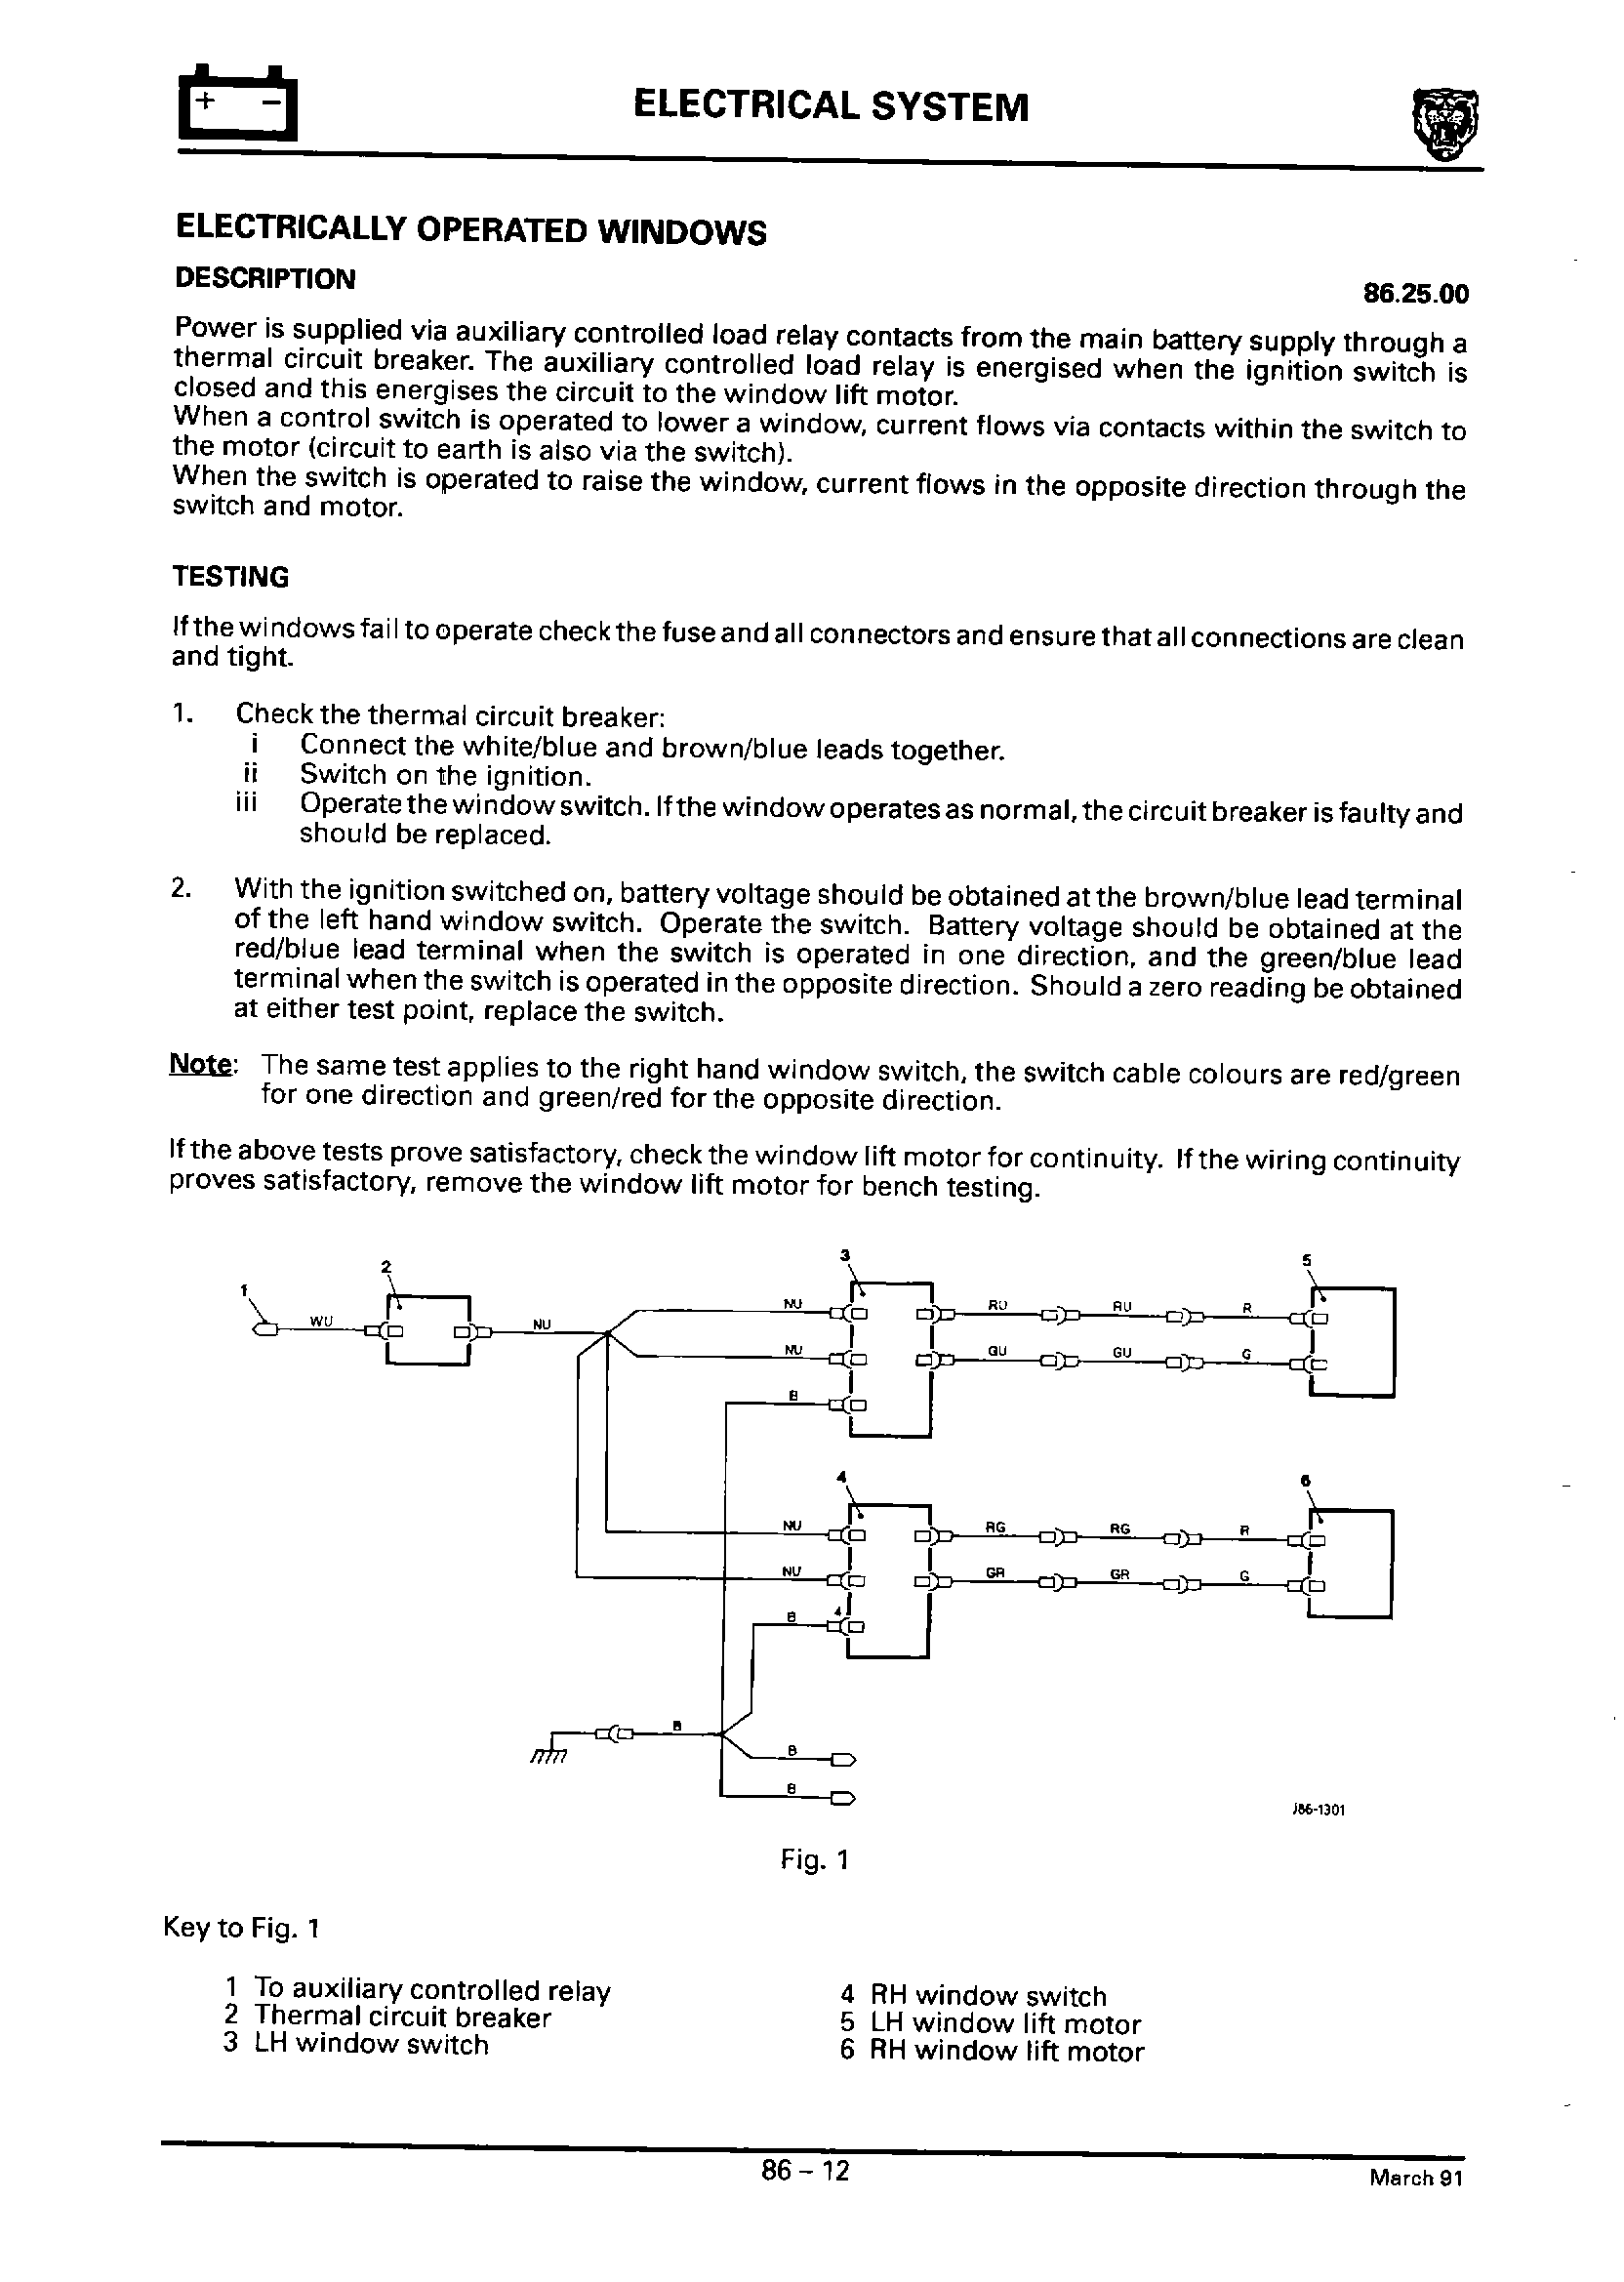 + −
ELECTRICAL SYSTEM
ELECTRICALLY OPERATED WINDOWS
DESCRIPTION
86.25.00
Power is supplied via auxiliary controlled load relay contacts from the main battery supply through a
thermal circuit breaker. The auxiliary controlled load relay is energised when the ignition switch is
closed and this energises the circuit to the window lift motor.
When a control switch is operated to lower a window, current flows via contacts within the switch to
the motor (circuit to earth is also via the switch).
When the switch is operated to raise the window, current flows in the opposite direction through the
switch and motor.
TESTING
If the windows fail to operate check the fuse and all connectors and ensure that all connections are clean
and tight.
1. Check the thermal circuit breaker:
i Connect the white/blue and brown/blue leads together.
ii Switch on the ignition.
iii Operate the window switch. If the window operates as normal, the circuit breaker is faulty and
should be replaced.
2. With the ignition switched on, battery voltage should be obtained at the brown/blue lead terminal
of the left hand window switch. Operate the switch. Battery voltage should be obtained at the
red/blue lead terminal when the switch is operated in one direction, and the green/blue lead
terminal when the switch is operated in the opposite direction. Should a zero reading be obtained
at either test point, replace the switch.
Note: The same test applies to the right hand window switch, the switch cable colours are red/green
for one direction and green/red for the opposite direction.
If the above tests prove satisfactory, check the window lift motor for continuity. If the wiring continuity
proves satisfactory, remove the window lift motor for bench testing.
1 2 3 5
WU NU NU RU RU R
NU GU GU G
B
4 6
NU RG RG R
NU GR GR G
B 4
B
B
B
J86-1301
Fig. 1
Key to Fig. 1
1 To auxiliary controlled relay
2 Thermal circuit breaker
3 LH window switch
4 RH window switch
5 LH window lift motor
6 RH window lift motor
86 – 12
March 91